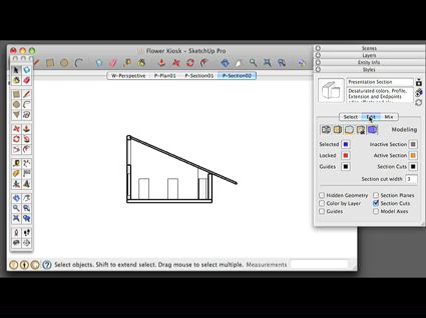 Flower Kiosk - SketchUp Pro
W-Perspective
P-Plan01
P-Section01
P-Section02
Select objects. Shift to extend select. Drag mouse to select multiple.
Measurements
Scenes
Layers
Entity Info
Styles
Presentation Section
Desaturated colors. Profile,
Extension and Endpoints
Select
Edit
Mix
Modeling
Selected
Inactive Section
Locked
Active Section
Guides
Section Cuts
Section cut width 3
Hidden Geometry
Section Planes
Color by Layer
Section Cuts
Guides
Model Axes